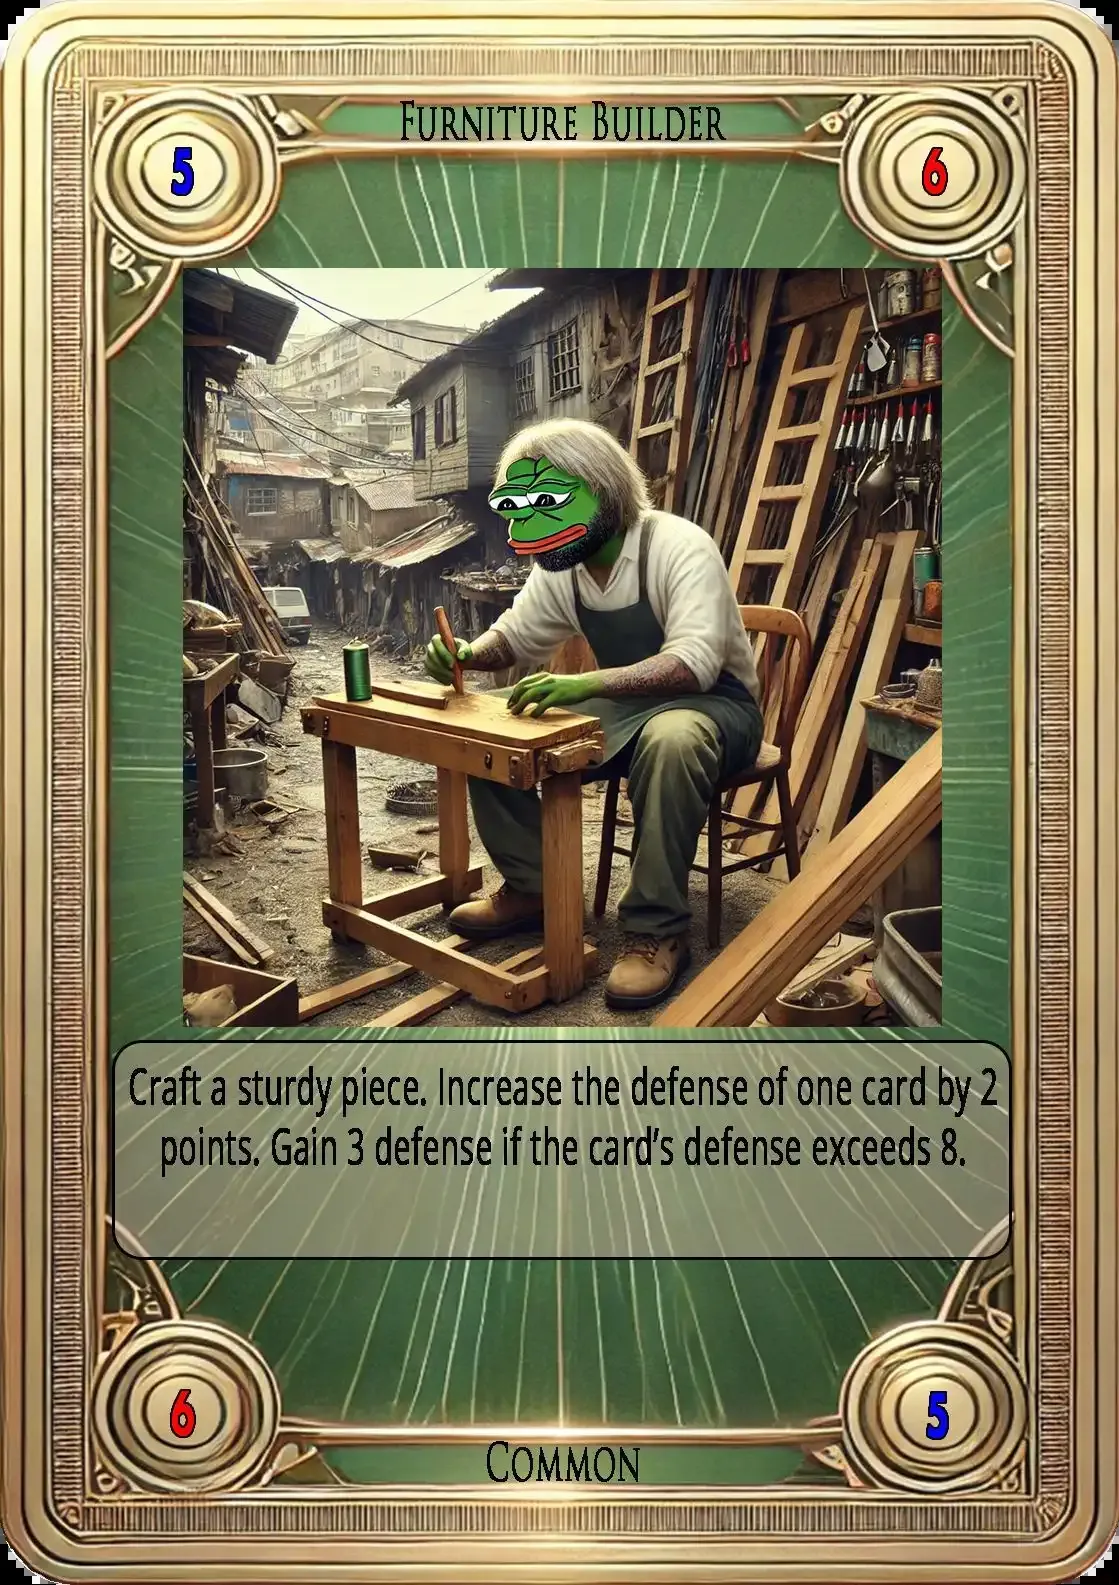 Furniture Builder
5
6
Craft a sturdy piece. Increase the defense of one card by 2
points. Gain 3 defense if the card’s defense exceeds 8.
6
5
Common